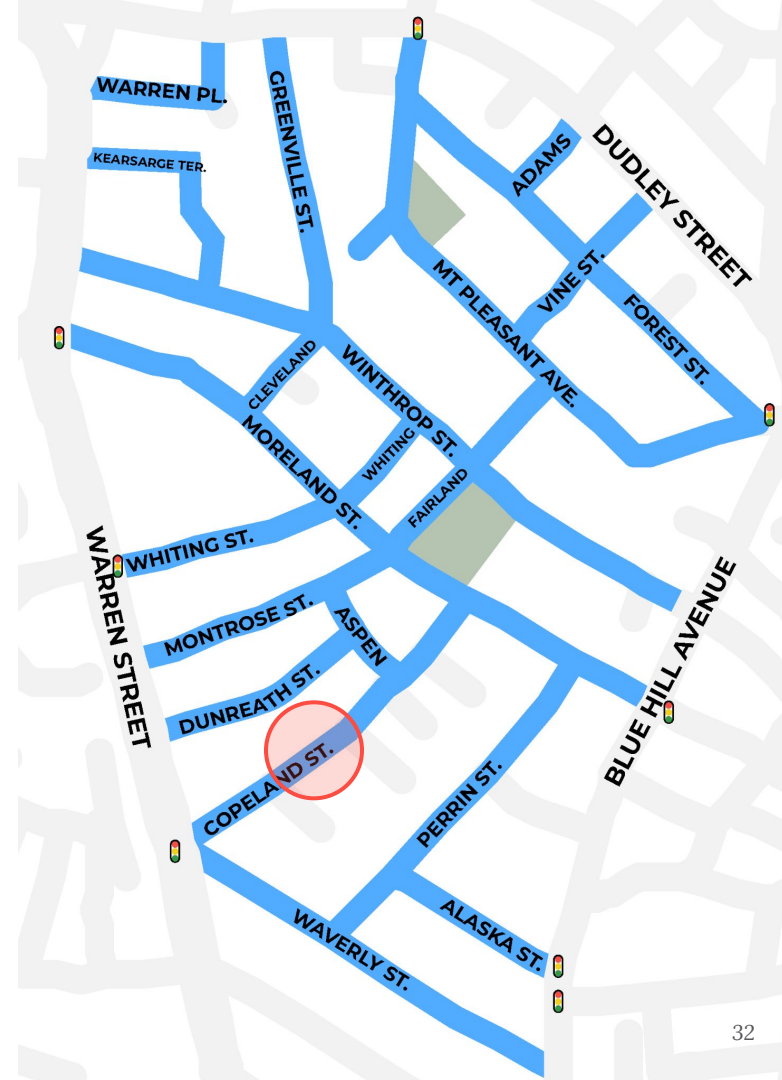 WARREN PL.
GREENVILLE ST.
KEARSARGE TER.
ADAMS
DUDLEY STREET
VINE ST.
MT PLEASANT AVE.
FOREST ST.
CLEVELAND
WINTHROP ST.
WHITING
MORELAND ST.
FAIRLAND
WHITING ST.
WARREN STREET
MONTROSE ST.
ASPEN
DUNREATH ST.
BLUE HILL AVENUE
COPELAND ST.
PERRIN ST.
ALASKA ST.
WAVERLY ST.
32